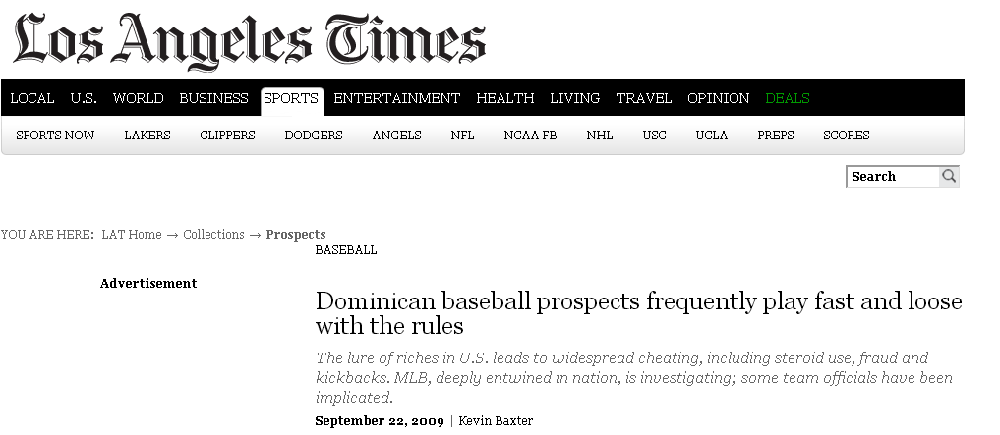 Los Angeles Times
LOCAL U.S. WORLD BUSINESS SPORTS ENTERTAINMENT HEALTH LIVING TRAVEL OPINION DEALS
SPORTS NOW LAKERS CLIPPERS DODGERS ANGELS NFL NCAA FB NHL USC UCLA PREPS SCORES
Search
YOU ARE HERE: LAT Home → Collections → Prospects
BASEBALL
Advertisement
Dominican baseball prospects frequently play fast and loose
with the rules
The lure of riches in U.S. leads to widespread cheating, including steroid use, fraud and
kickbacks. MLB, deeply entwined in nation, is investigating; some team officials have been
implicated.
September 22, 2009 | Kevin Baxter